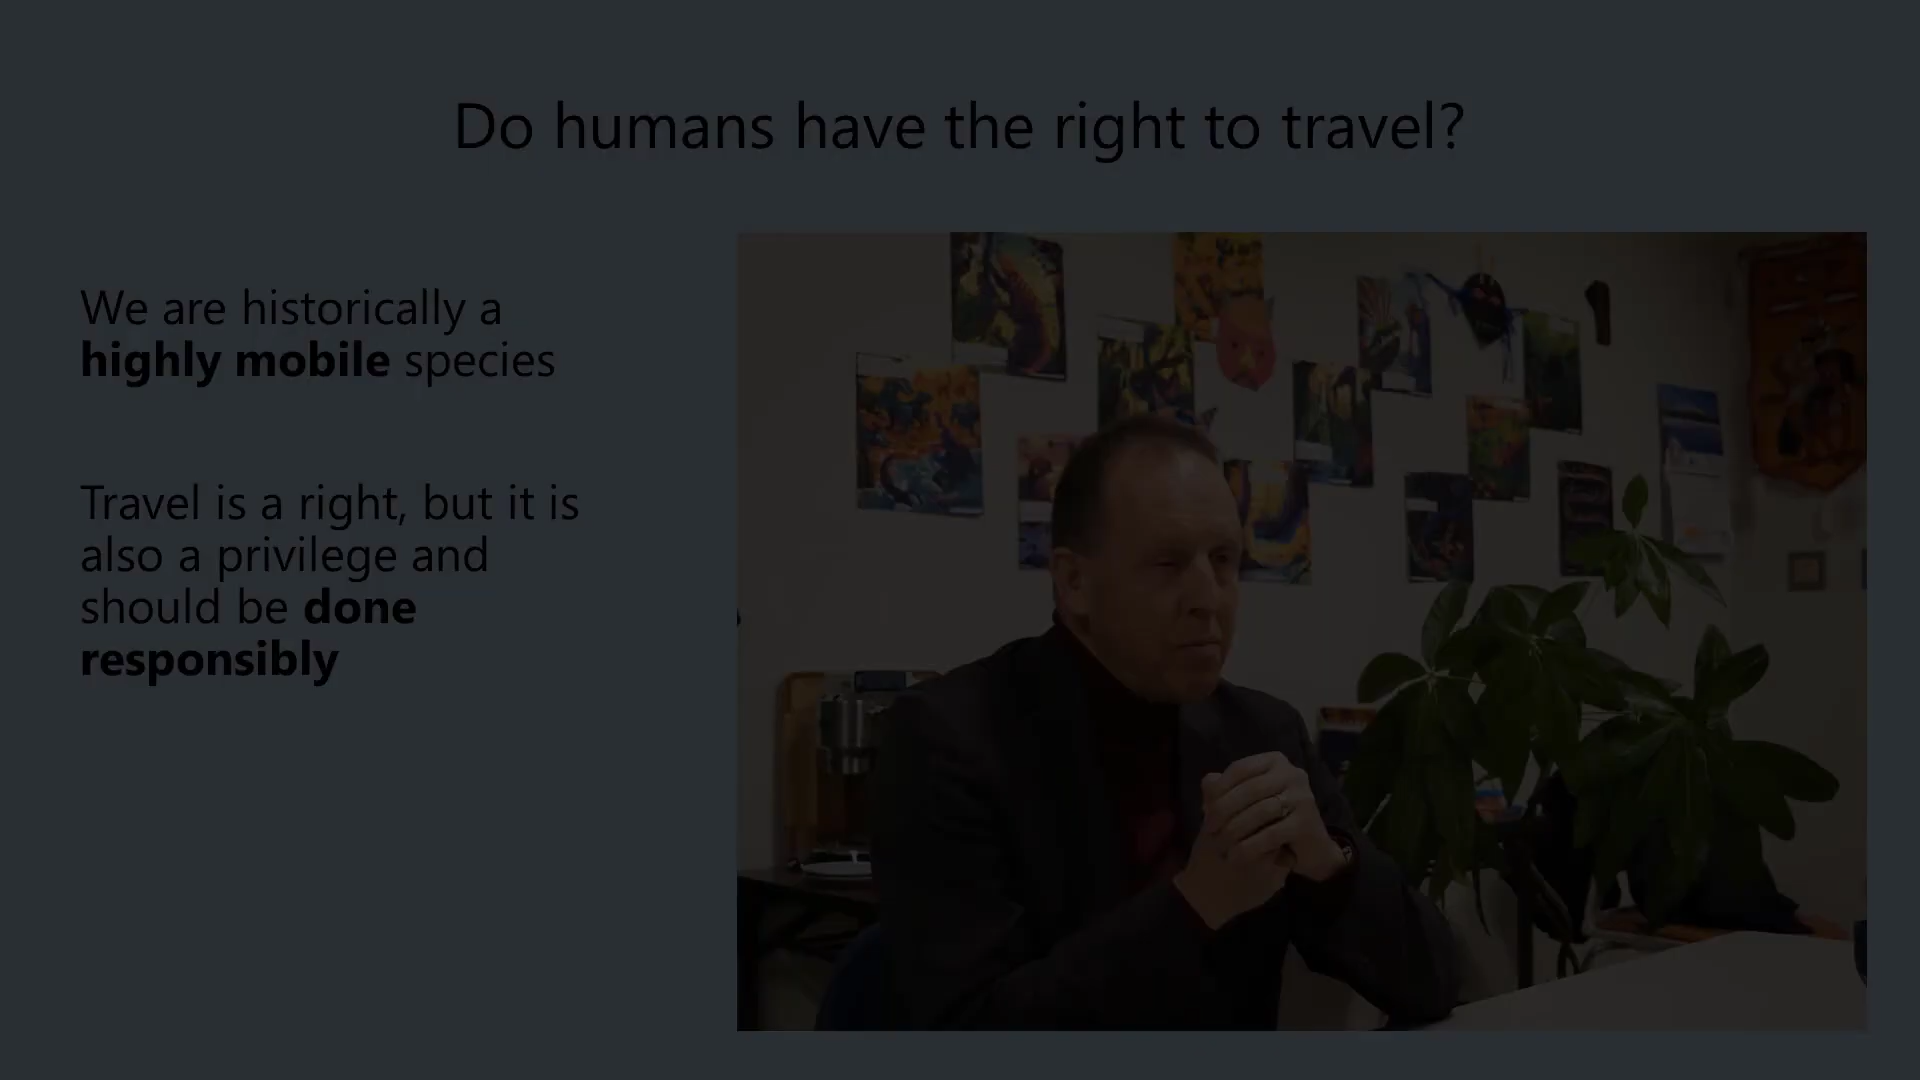 Do humans have the right to travel?
We are historically a
highly mobile species
Travel is a right, but it is
also a privilege and
should be done
responsibly